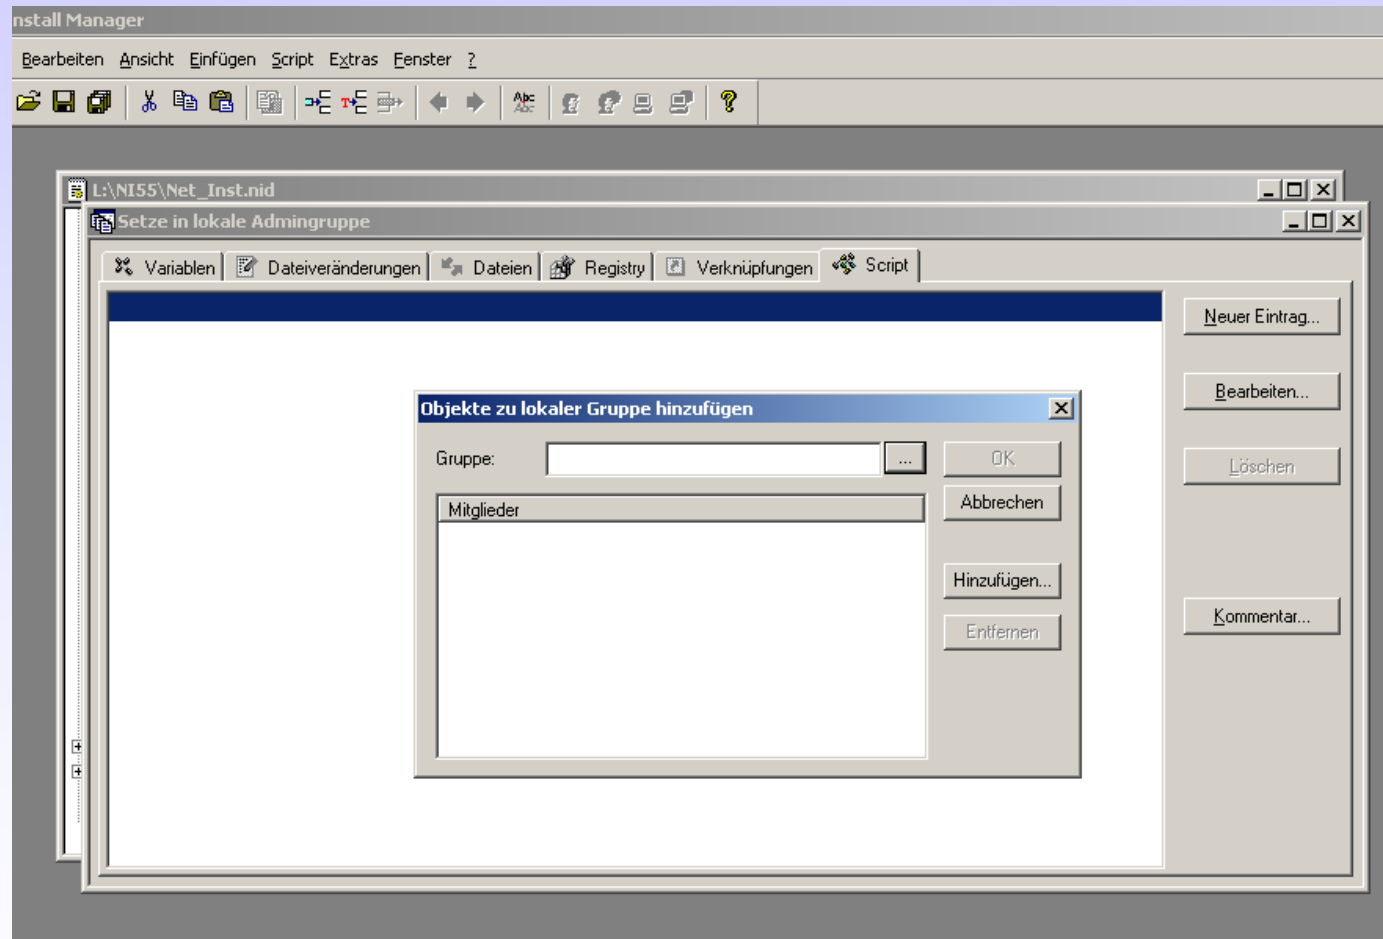 nstall Manager
Bearbeiten Ansicht Einfügen Script Extras Fenster ?
L:\NI55\Net_Inst.nid
Setze in lokale Admingruppe
Variablen Dateiveränderungen Dateien Registry Verknüpfungen Script
Neuer Eintrag...
Bearbeiten...
Objekte zu lokaler Gruppe hinzufügen
Gruppe: ... OK
Löschen
Mitglieder
Abbrechen
Hinzufügen...
Entfernen
Kommentar...